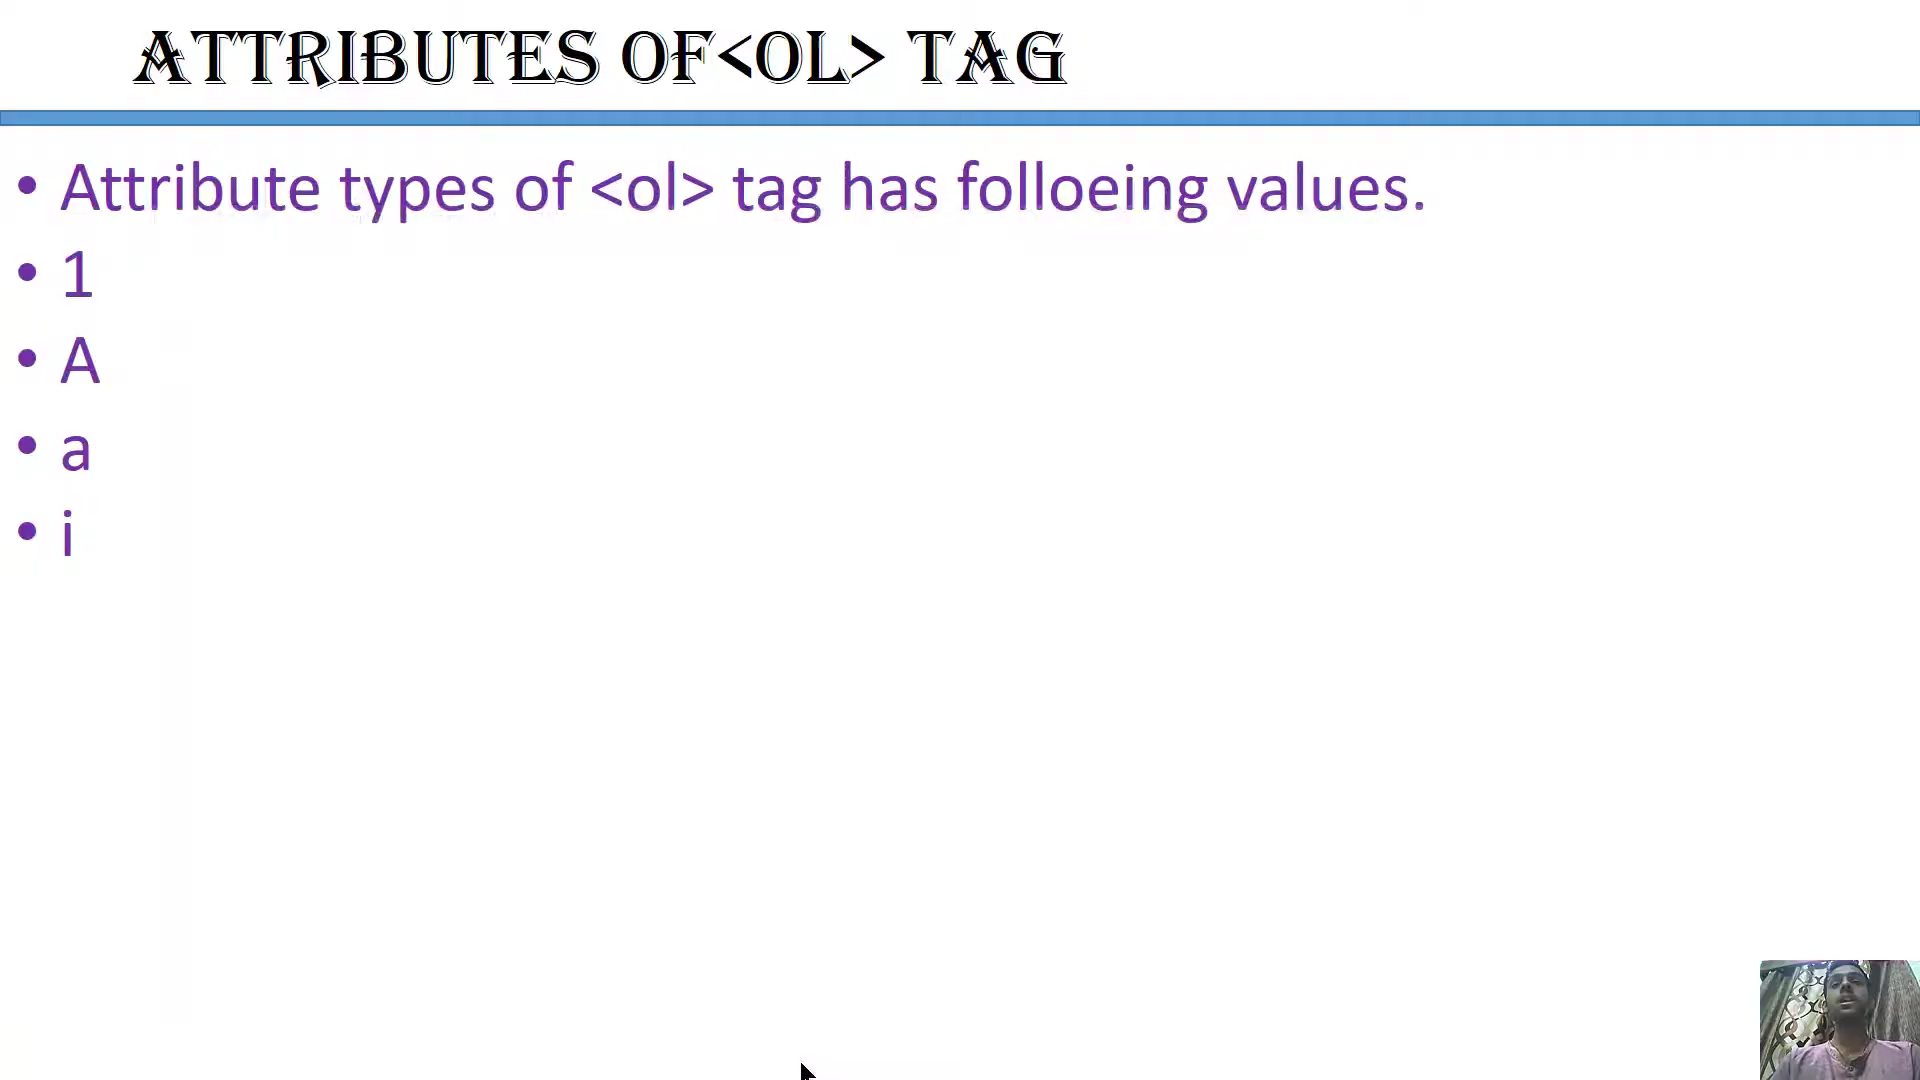 ATTRIBUTES OF<OL> TAG
• Attribute types of <ol> tag has folloeing values.
• 1
• A
• a
• i